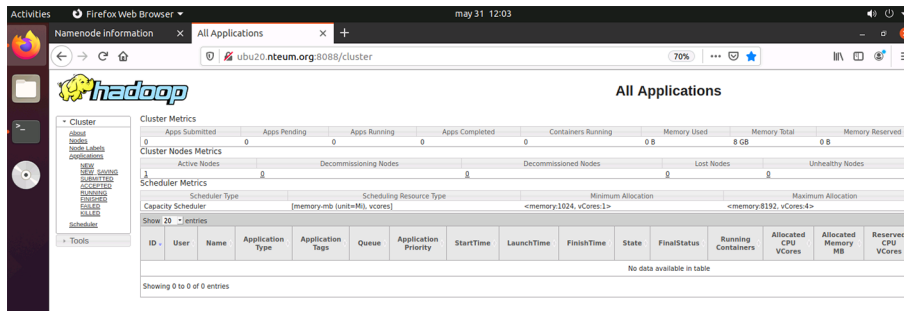 Activities Firefox Web Browser may 31 12:03
Namenode information All Applications
ubu20.nteum.org:8088/cluster 70%
hadoop All Applications
Cluster
About
Nodes
Node Labels
Applications
NEW
NEW_SAVING
SUBMITTED
ACCEPTED
RUNNING
FINISHED
FAILED
KILLED
Scheduler
Tools
Cluster Metrics
Apps Submitted Apps Pending Apps Running Apps Completed Containers Running Memory Used Memory Total Memory Reserved
0 0 0 0 0 0 B 8 GB 0 B
Cluster Nodes Metrics
Active Nodes Decommissioning Nodes Decommissioned Nodes Lost Nodes Unhealthy Nodes
1 0 0 0 0
Scheduler Metrics
Scheduler Type Scheduling Resource Type Minimum Allocation Maximum Allocation
Capacity Scheduler [memory-mb (unit=Mi), vcores] <memory:1024, vCores:1> <memory:8192, vCores:4>
Show 20 entries
ID User Name Application Type Application Tags Queue Application Priority StartTime LaunchTime FinishTime State FinalStatus Running Containers Allocated CPU VCores Allocated Memory MB Reserved CPU VCores
No data available in table
Showing 0 to 0 of 0 entries